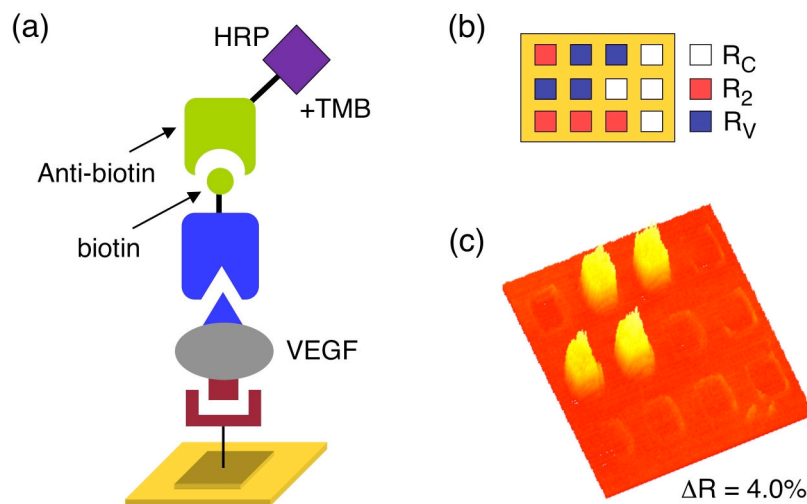 (a)
HRP
+TMB
Anti-biotin
biotin
VEGF
(b)
R_C
R_2
R_V
(c)
ΔR = 4.0%